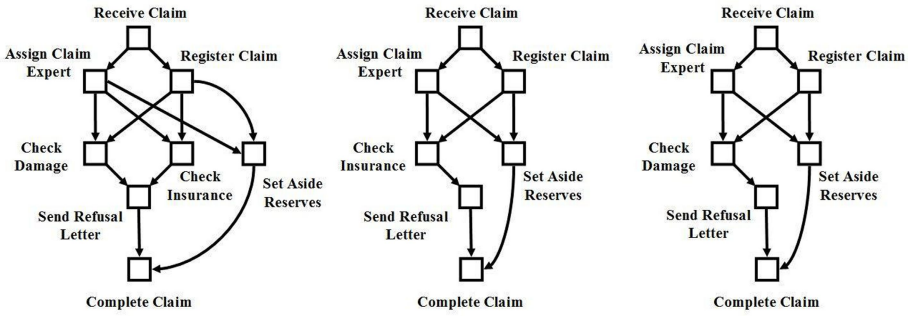 Receive Claim
Assign Claim
Expert
Register Claim
Check
Damage
Check
Insurance
Set Aside
Reserves
Send Refusal
Letter
Complete Claim
Receive Claim
Assign Claim
Expert
Register Claim
Check
Insurance
Set Aside
Reserves
Send Refusal
Letter
Complete Claim
Receive Claim
Assign Claim
Expert
Register Claim
Check
Damage
Set Aside
Reserves
Send Refusal
Letter
Complete Claim